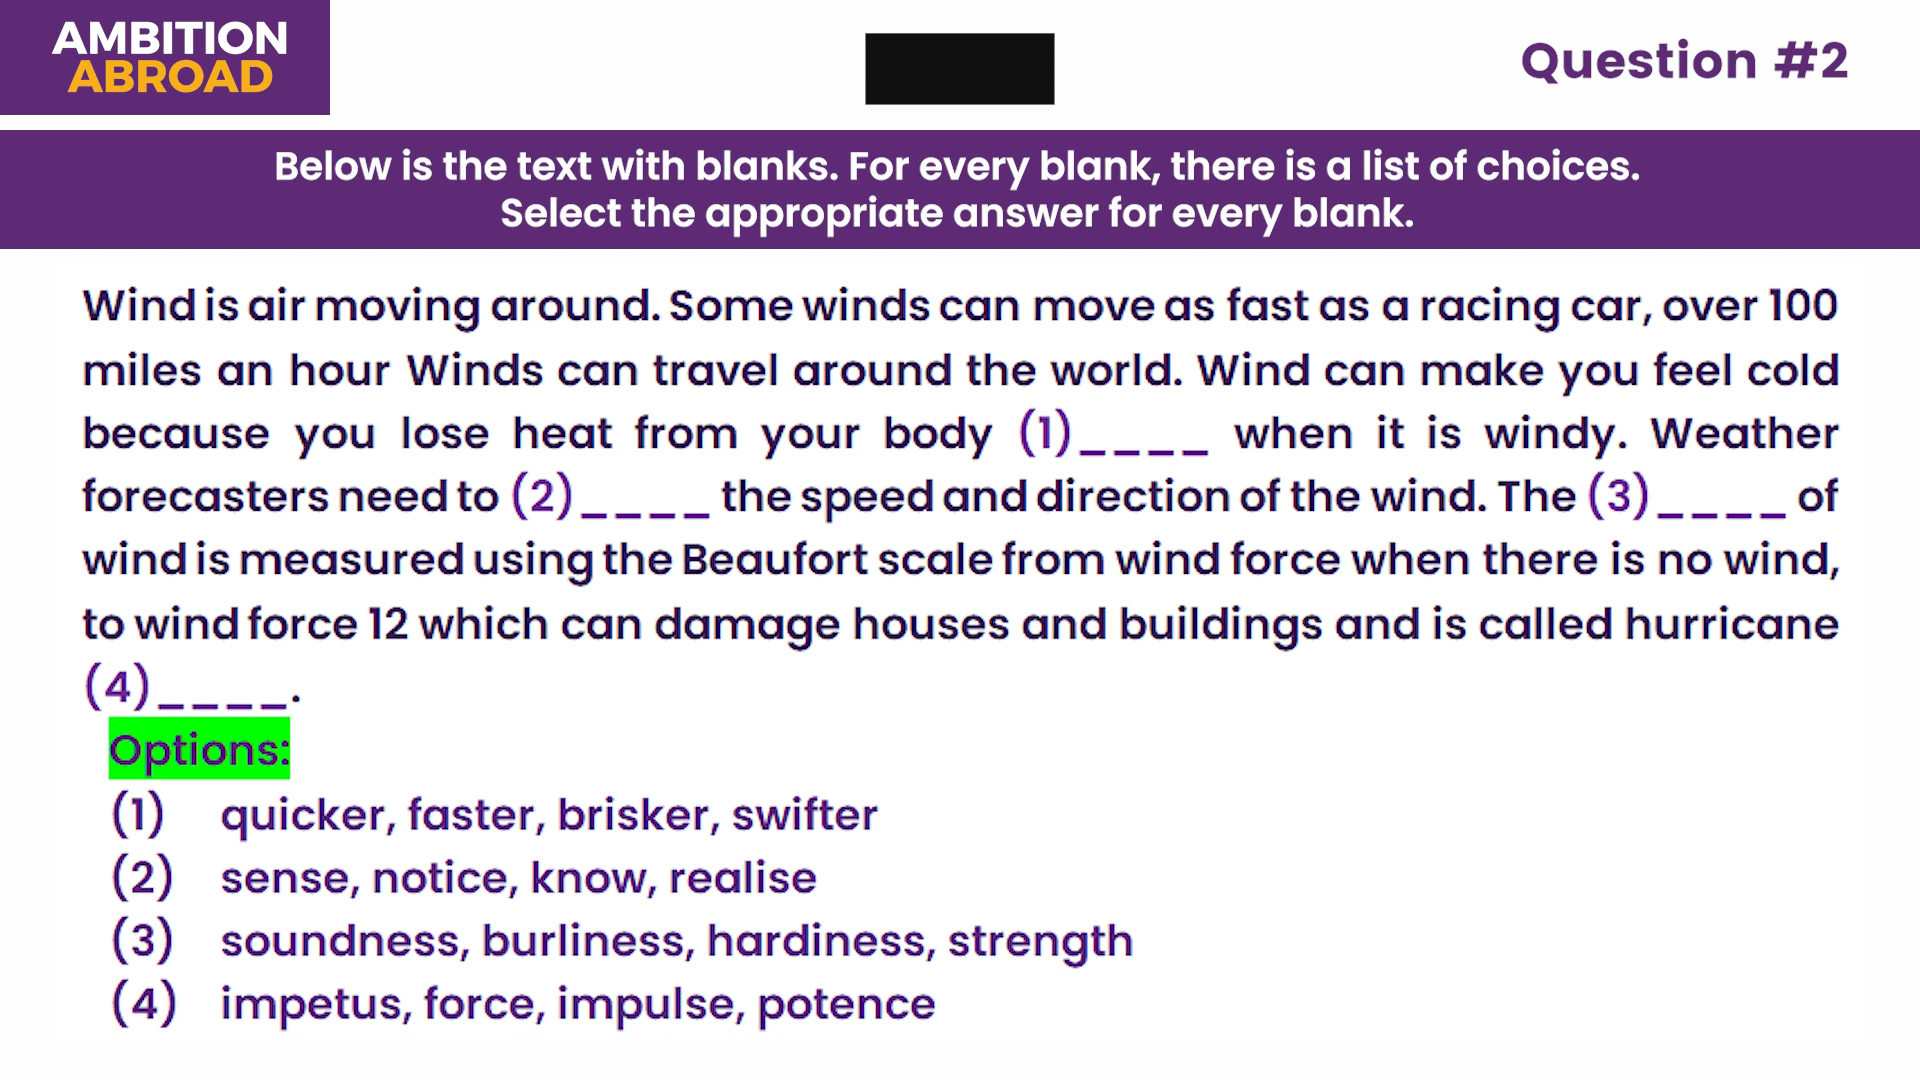 AMBITION
ABROAD
Question #2
Below is the text with blanks. For every blank, there is a list of choices.
Select the appropriate answer for every blank.
Wind is air moving around. Some winds can move as fast as a racing car, over 100
miles an hour Winds can travel around the world. Wind can make you feel cold
because you lose heat from your body (1)____ when it is windy. Weather
forecasters need to (2)____ the speed and direction of the wind. The (3)____ of
wind is measured using the Beaufort scale from wind force when there is no wind,
to wind force 12 which can damage houses and buildings and is called hurricane
(4)____.
Options:
(1) quicker, faster, brisker, swifter
(2) sense, notice, know, realise
(3) soundness, burliness, hardiness, strength
(4) impetus, force, impulse, potence